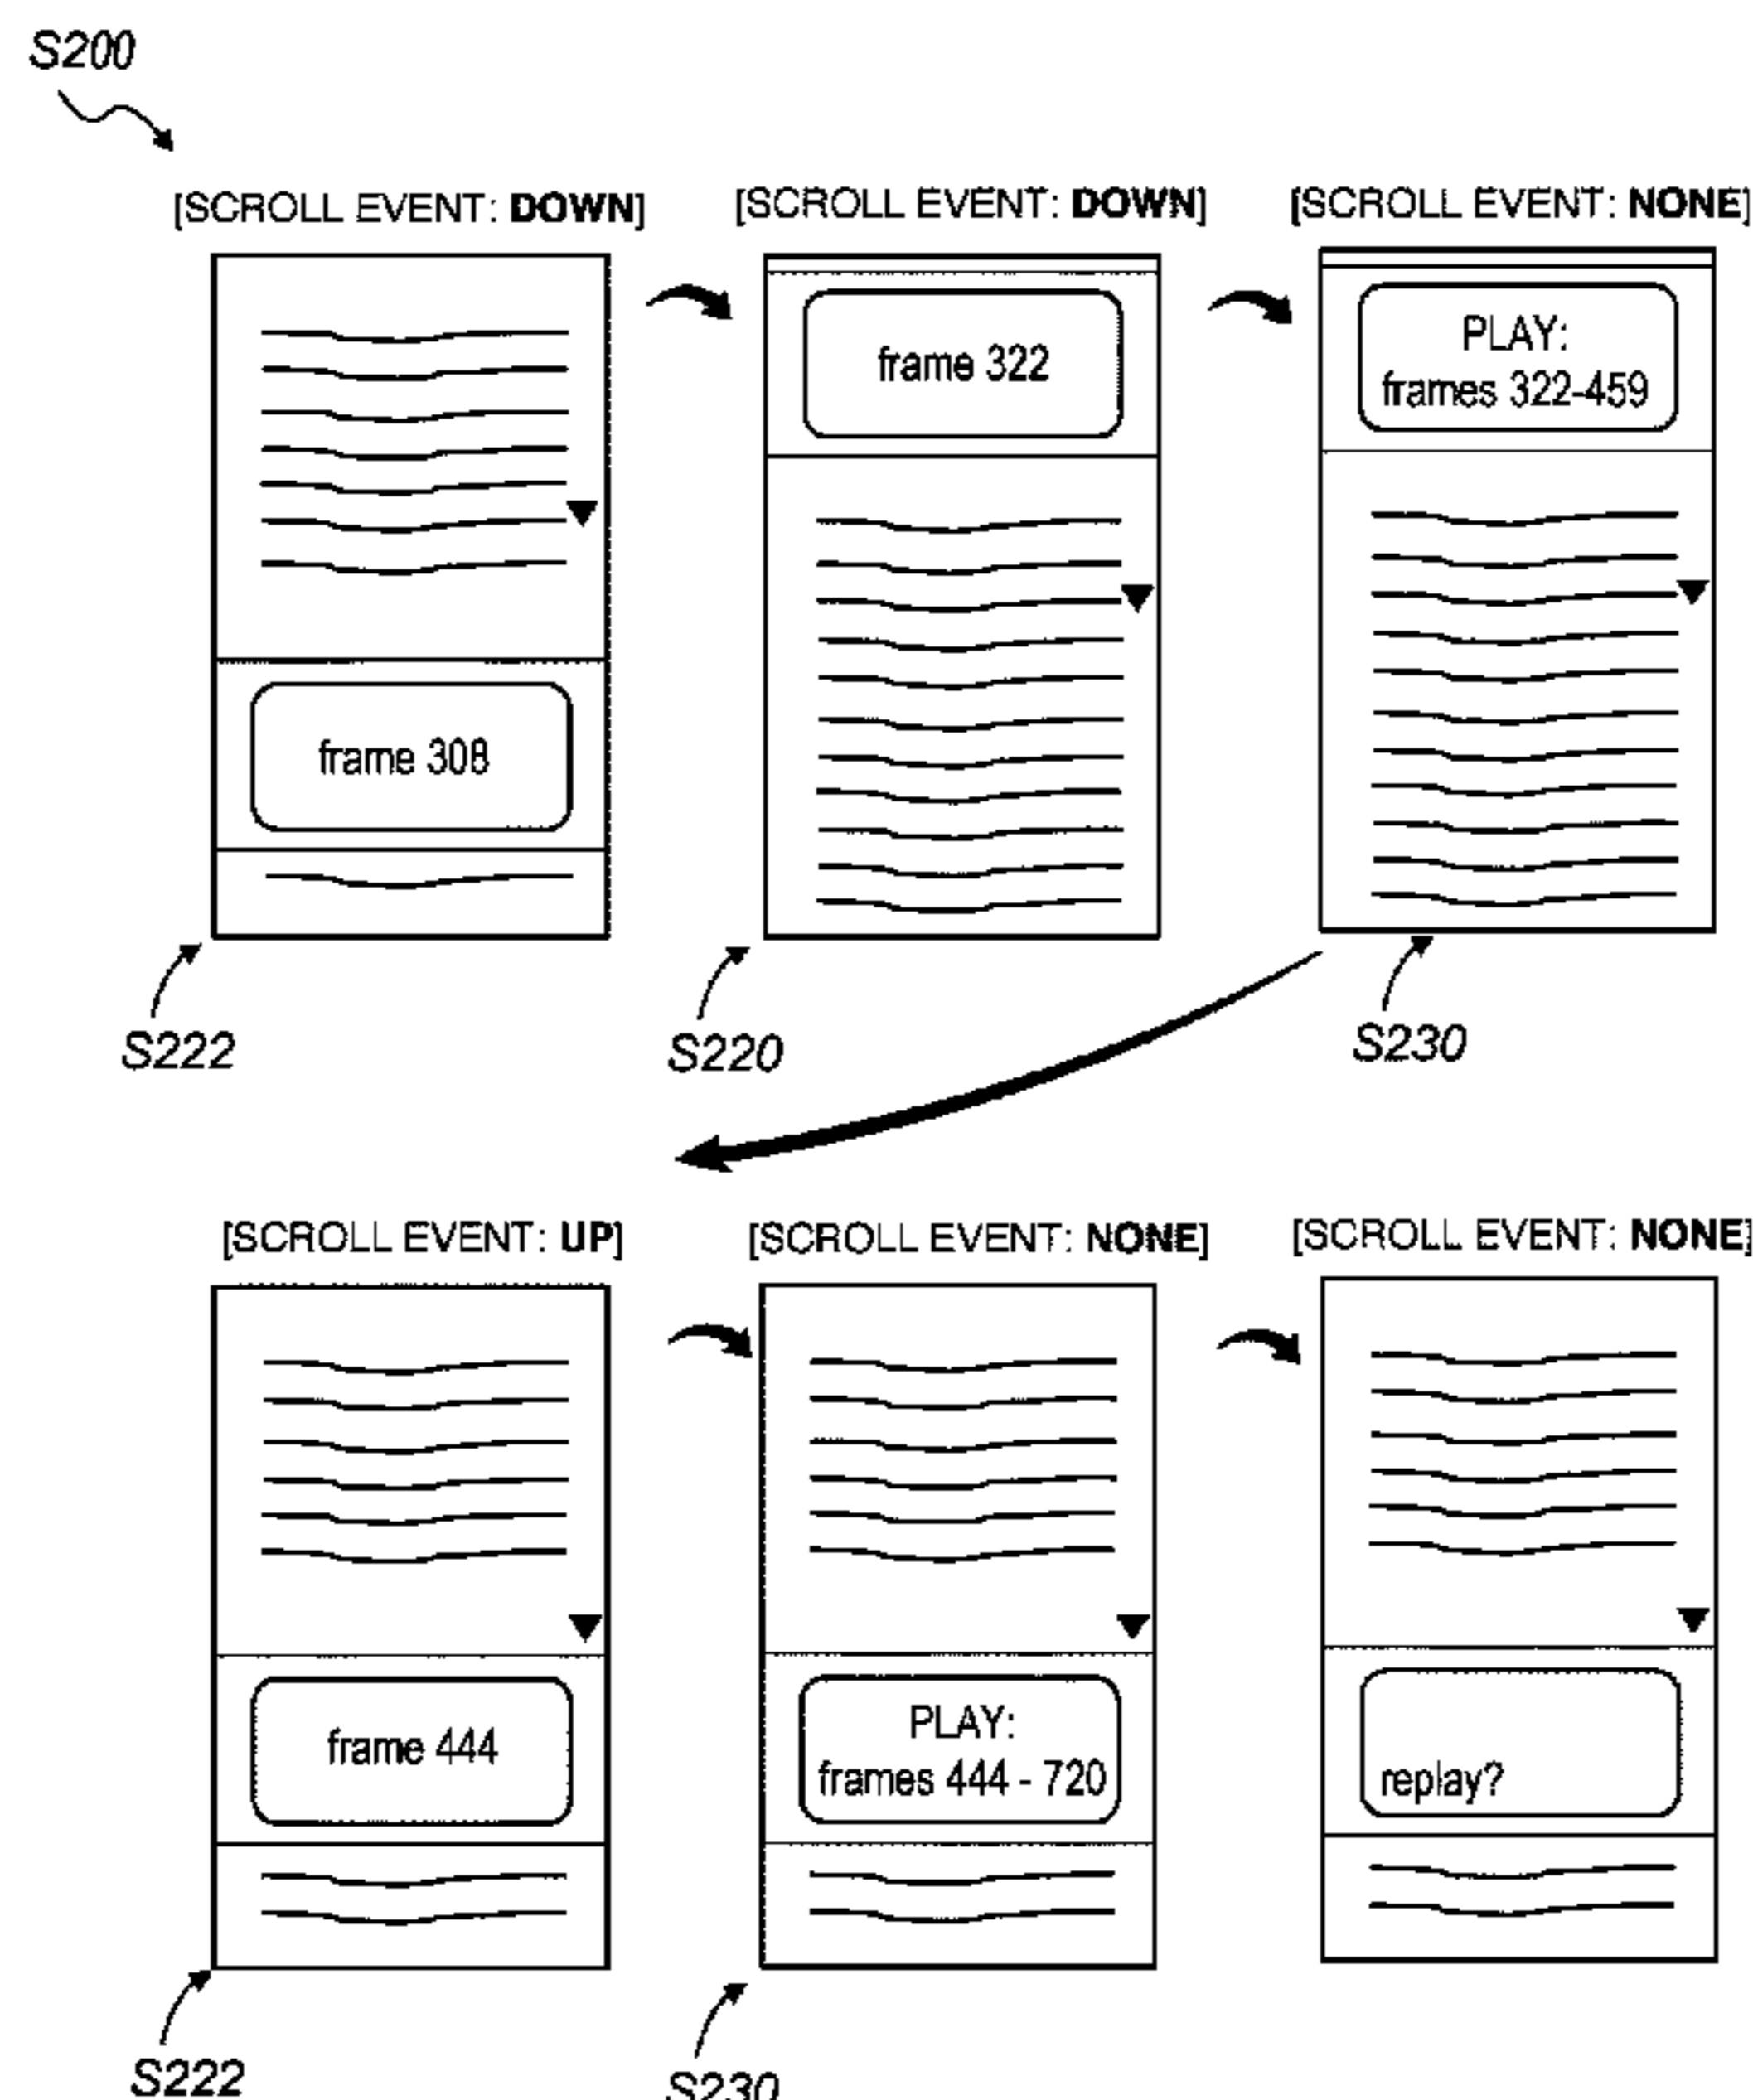 S200
[SCROLL EVENT: DOWN]
[SCROLL EVENT: DOWN]
[SCROLL EVENT: NONE]
frame 308
frame 322
PLAY:
frames 322-459
S222
S220
S230
[SCROLL EVENT: UP]
[SCROLL EVENT: NONE]
[SCROLL EVENT: NONE]
frame 444
PLAY:
frames 444 - 720
replay?
S222
S230